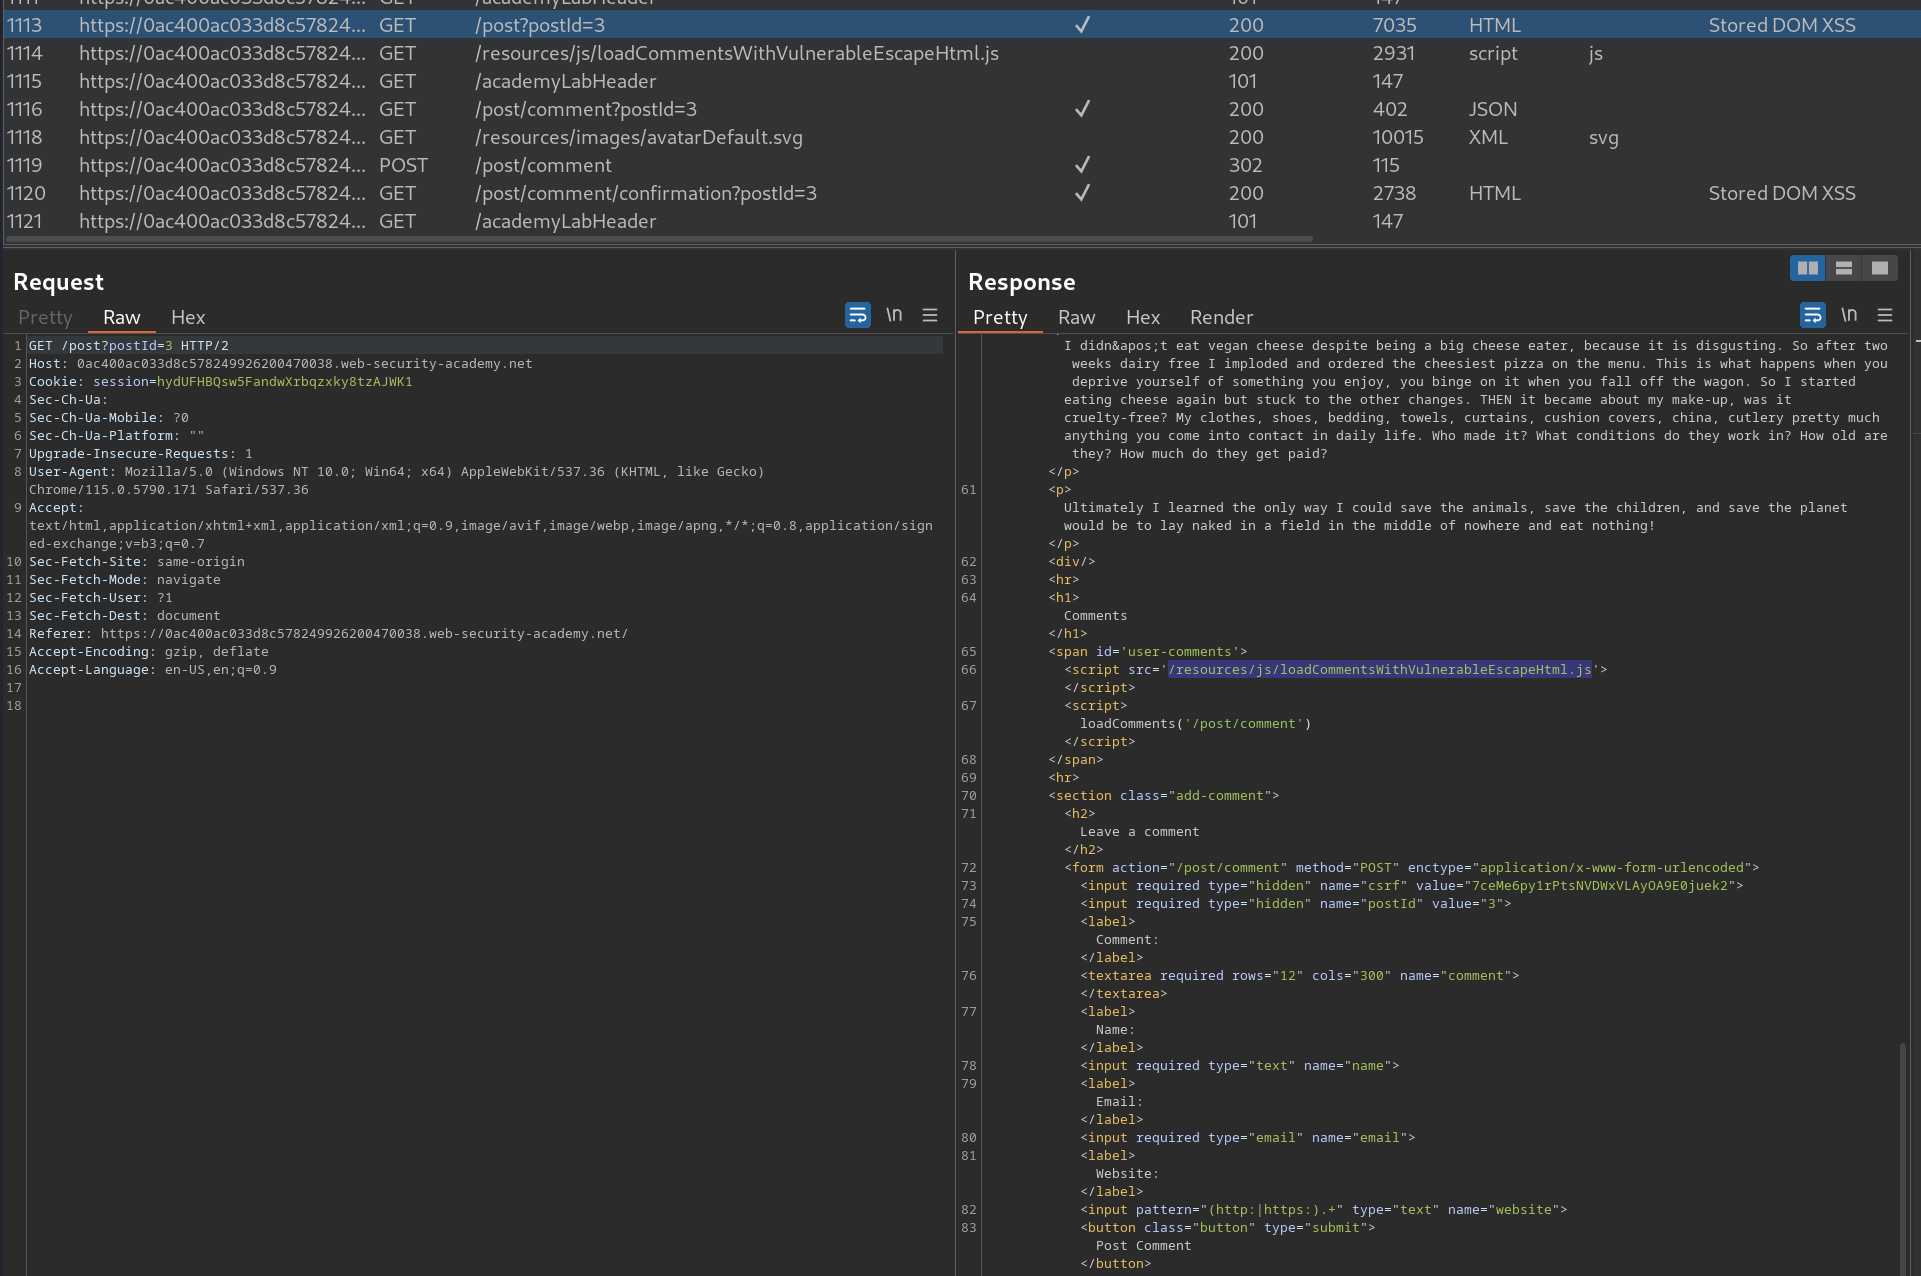 1113 https://0ac400ac033d8c57824... GET /post?postId=3 ✓ 200 7035 HTML Stored DOM XSS
1114 https://0ac400ac033d8c57824... GET /resources/js/loadCommentsWithVulnerableEscapeHtml.js 200 2931 script js
1115 https://0ac400ac033d8c57824... GET /academyLabHeader 101 147
1116 https://0ac400ac033d8c57824... GET /post/comment?postId=3 ✓ 200 402 JSON
1118 https://0ac400ac033d8c57824... GET /resources/images/avatarDefault.svg 200 10015 XML svg
1119 https://0ac400ac033d8c57824... POST /post/comment ✓ 302 115
1120 https://0ac400ac033d8c57824... GET /post/comment/confirmation?postId=3 ✓ 200 2738 HTML Stored DOM XSS
1121 https://0ac400ac033d8c57824... GET /academyLabHeader 101 147
Request
Pretty Raw Hex
\n
1 GET /post?postId=3 HTTP/2
2 Host: 0ac400ac033d8c578249926200470038.web-security-academy.net
3 Cookie: session=hydUFHBQsw5FandwXrbqzxky8tzAJWK1
4 Sec-Ch-Ua:
5 Sec-Ch-Ua-Mobile: ?0
6 Sec-Ch-Ua-Platform: ""
7 Upgrade-Insecure-Requests: 1
8 User-Agent: Mozilla/5.0 (Windows NT 10.0; Win64; x64) AppleWebKit/537.36 (KHTML, like Gecko)
Chrome/115.0.5790.171 Safari/537.36
9 Accept:
text/html,application/xhtml+xml,application/xml;q=0.9,image/avif,image/webp,image/apng,*/*;q=0.8,application/sign
ed-exchange;v=b3;q=0.7
10 Sec-Fetch-Site: same-origin
11 Sec-Fetch-Mode: navigate
12 Sec-Fetch-User: ?1
13 Sec-Fetch-Dest: document
14 Referer: https://0ac400ac033d8c578249926200470038.web-security-academy.net/
15 Accept-Encoding: gzip, deflate
16 Accept-Language: en-US,en;q=0.9
17
18
Response
Pretty Raw Hex Render
\n
I didn&apos;t eat vegan cheese despite being a big cheese eater, because it is disgusting. So after two
weeks dairy free I imploded and ordered the cheesiest pizza on the menu. This is what happens when you
deprive yourself of something you enjoy, you binge on it when you fall off the wagon. So I started
eating cheese again but stuck to the other changes. THEN it became about my make-up, was it
cruelty-free? My clothes, shoes, bedding, towels, curtains, cushion covers, china, cutlery pretty much
anything you come into contact in daily life. Who made it? What conditions do they work in? How old are
they? How much do they get paid?
</p>
61 <p>
Ultimately I learned the only way I could save the animals, save the children, and save the planet
would be to lay naked in a field in the middle of nowhere and eat nothing!
</p>
62 <div/>
63 <hr>
64 <h1>
Comments
</h1>
65 <span id='user-comments'>
66 <script src='/resources/js/loadCommentsWithVulnerableEscapeHtml.js'>
</script>
67 <script>
loadComments('/post/comment')
</script>
68 </span>
69 <hr>
70 <section class="add-comment">
71 <h2>
Leave a comment
</h2>
72 <form action="/post/comment" method="POST" enctype="application/x-www-form-urlencoded">
73 <input required type="hidden" name="csrf" value="7ceMe6py1rPtsNVDWxVLAyOA9E0juek2">
74 <input required type="hidden" name="postId" value="3">
75 <label>
Comment:
</label>
76 <textarea required rows="12" cols="300" name="comment">
</textarea>
77 <label>
Name:
</label>
78 <input required type="text" name="name">
79 <label>
Email:
</label>
80 <input required type="email" name="email">
81 <label>
Website:
</label>
82 <input pattern="(http:|https:).+" type="text" name="website">
83 <button class="button" type="submit">
Post Comment
</button>